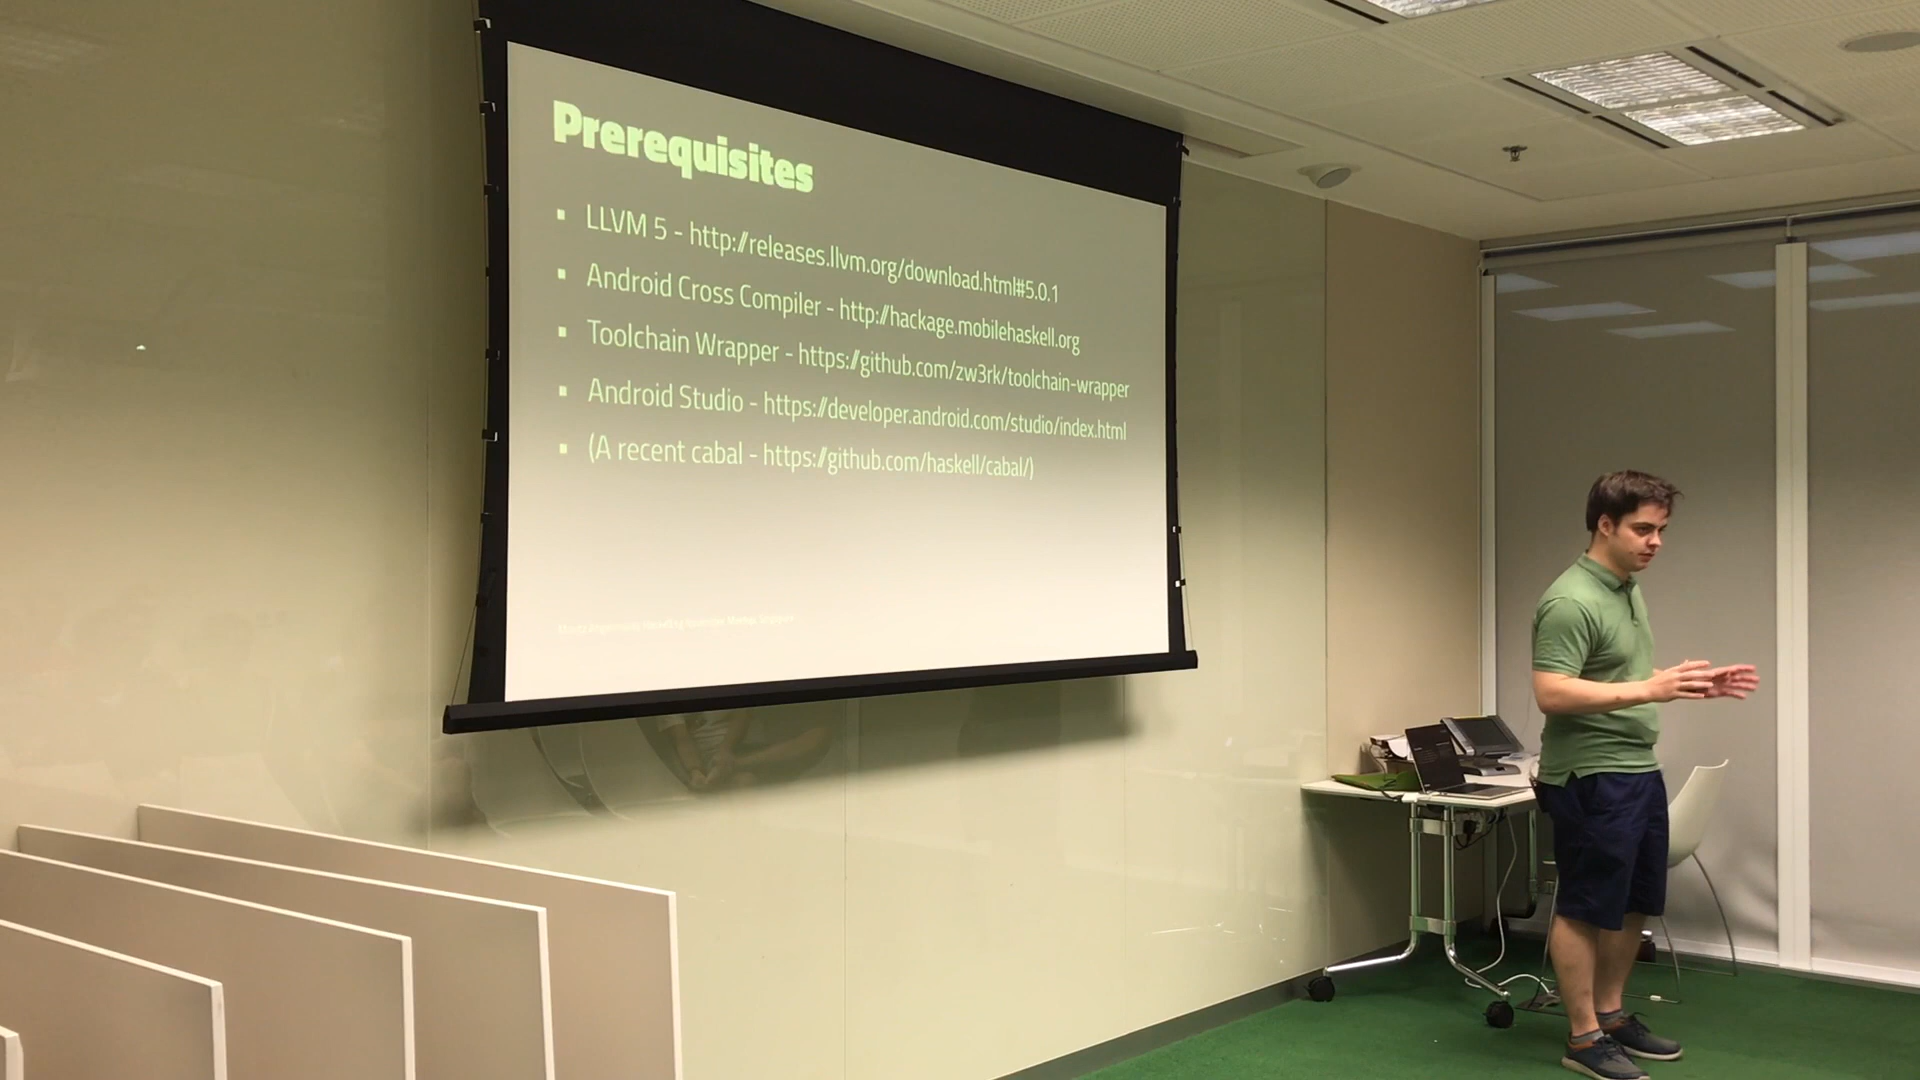 Prerequisites
▪ LLVM 5 - http://releases.llvm.org/download.html#5.0.1
▪ Android Cross Compiler - http://hackage.mobilehaskell.org
▪ Toolchain Wrapper - https://github.com/zw3rk/toolchain-wrapper
▪ Android Studio - https://developer.android.com/studio/index.html
▪ (A recent cabal - https://github.com/haskell/cabal/)